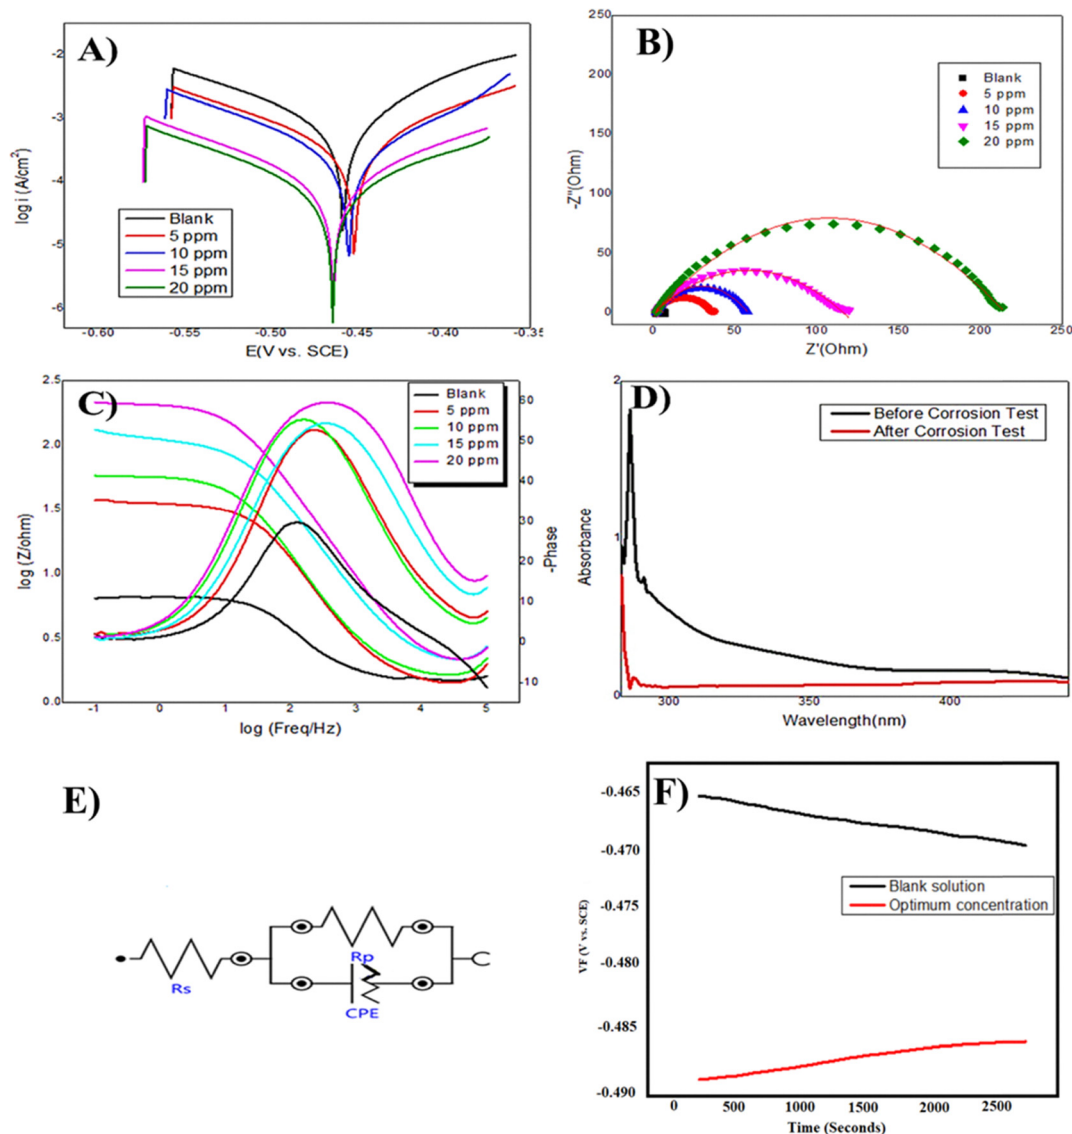 A)
log i (A/cm²)
-2
-3
-4
-5
-6
Blank
5 ppm
10 ppm
15 ppm
20 ppm
-0.60
-0.55
-0.50
-0.45
-0.40
-0.35
E(V vs. SCE)
B)
-Z''(Ohm)
250
200
150
100
50
0
Blank
5 ppm
10 ppm
15 ppm
20 ppm
0
50
100
150
200
250
Z'(Ohm)
C)
log (Z/ohm)
2.5
2.0
1.5
1.0
0.5
0.0
Blank
5 ppm
10 ppm
15 ppm
20 ppm
60
50
40
30
20
10
0
-10
-Phase
-1
0
1
2
3
4
5
log (Freq/Hz)
D)
Absorbance
2
1
0
Before Corrosion Test
After Corrosion Test
300
350
400
Wavelength(nm)
E)
Rs
Rp
CPE
F)
VF (V vs. SCE)
-0.465
-0.470
-0.475
-0.480
-0.485
-0.490
Blank solution
Optimum concentration
0
500
1000
1500
2000
2500
Time (Seconds)